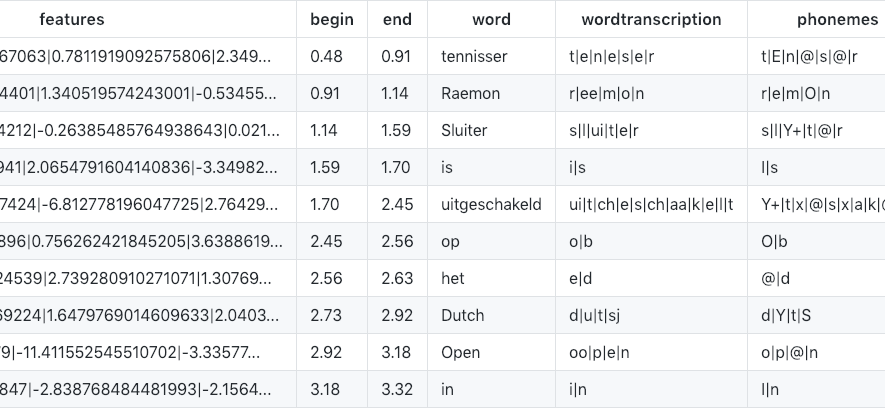 features begin end word wordtranscription phonemes
67063|0.7811919092575806|2.349... 0.48 0.91 tennisser t|e|n|e|s|e|r t|E|n|@|s|@|r
4401|1.340519574243001|-0.53455... 0.91 1.14 Raemon r|ee|m|o|n r|e|m|O|n
4212|-0.26385485764938643|0.021... 1.14 1.59 Sluiter s|l|ui|t|e|r s|l|Y+|t|@|r
941|2.0654791604140836|-3.34982... 1.59 1.70 is i|s I|s
7424|-6.812778196047725|2.76429... 1.70 2.45 uitgeschakeld ui|t|ch|e|s|ch|aa|k|e|l|t Y+|t|x|@|s|x|a|k|@
896|0.756262421845205|3.6388619... 2.45 2.56 op o|b O|b
24539|2.739280910271071|1.30769... 2.56 2.63 het e|d @|d
69224|1.6479769014609633|2.0403... 2.73 2.92 Dutch d|u|t|sj d|Y|t|S
79|-11.411552545510702|-3.33577... 2.92 3.18 Open oo|p|e|n o|p|@|n
847|-2.838768484481993|-2.1564... 3.18 3.32 in i|n I|n